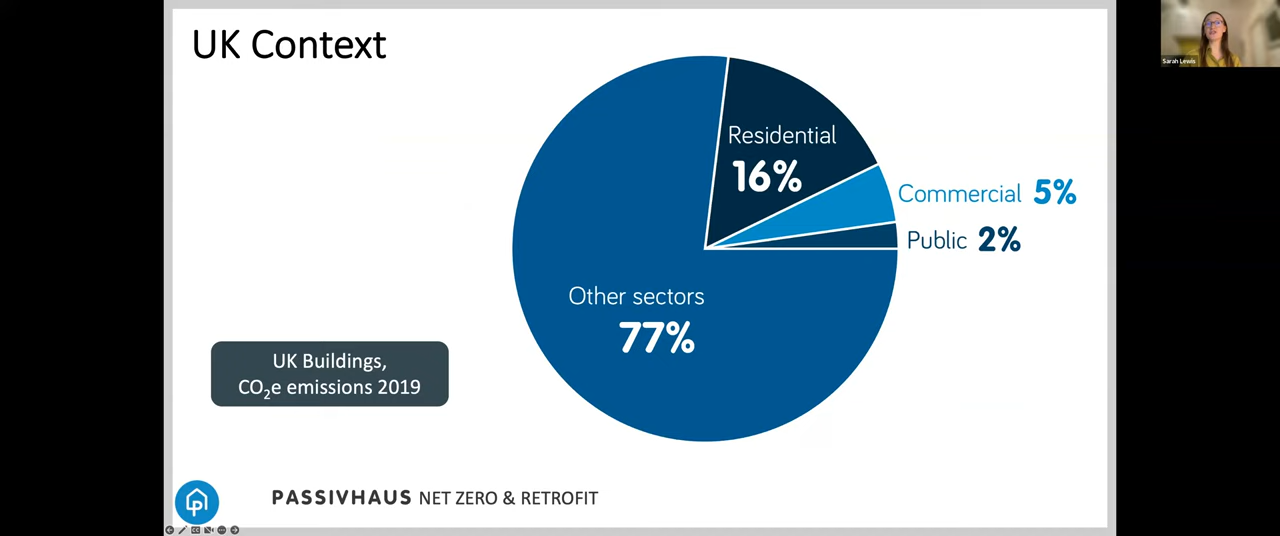 UK Context
Sarah Lewis
Residential
16%
Commercial 5%
Public 2%
Other sectors
77%
UK Buildings,
CO₂e emissions 2019
PASSIVHAUS NET ZERO & RETROFIT